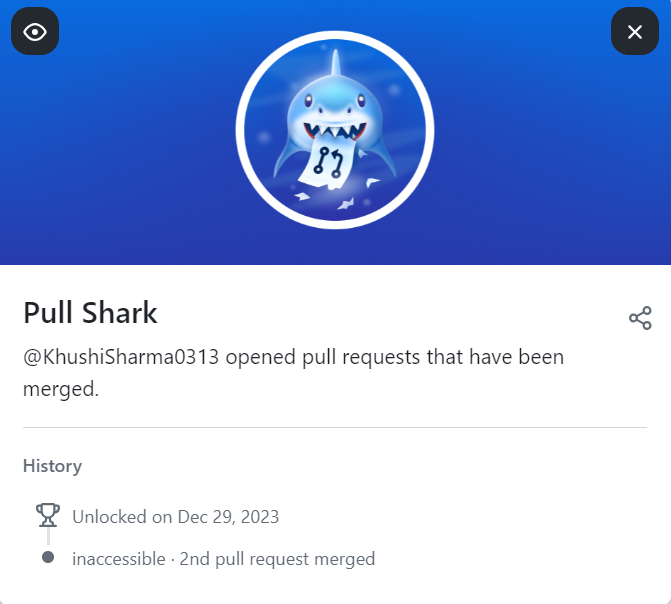 Pull Shark
@KhushiSharma0313 opened pull requests that have been
merged.
History
Unlocked on Dec 29, 2023
inaccessible · 2nd pull request merged